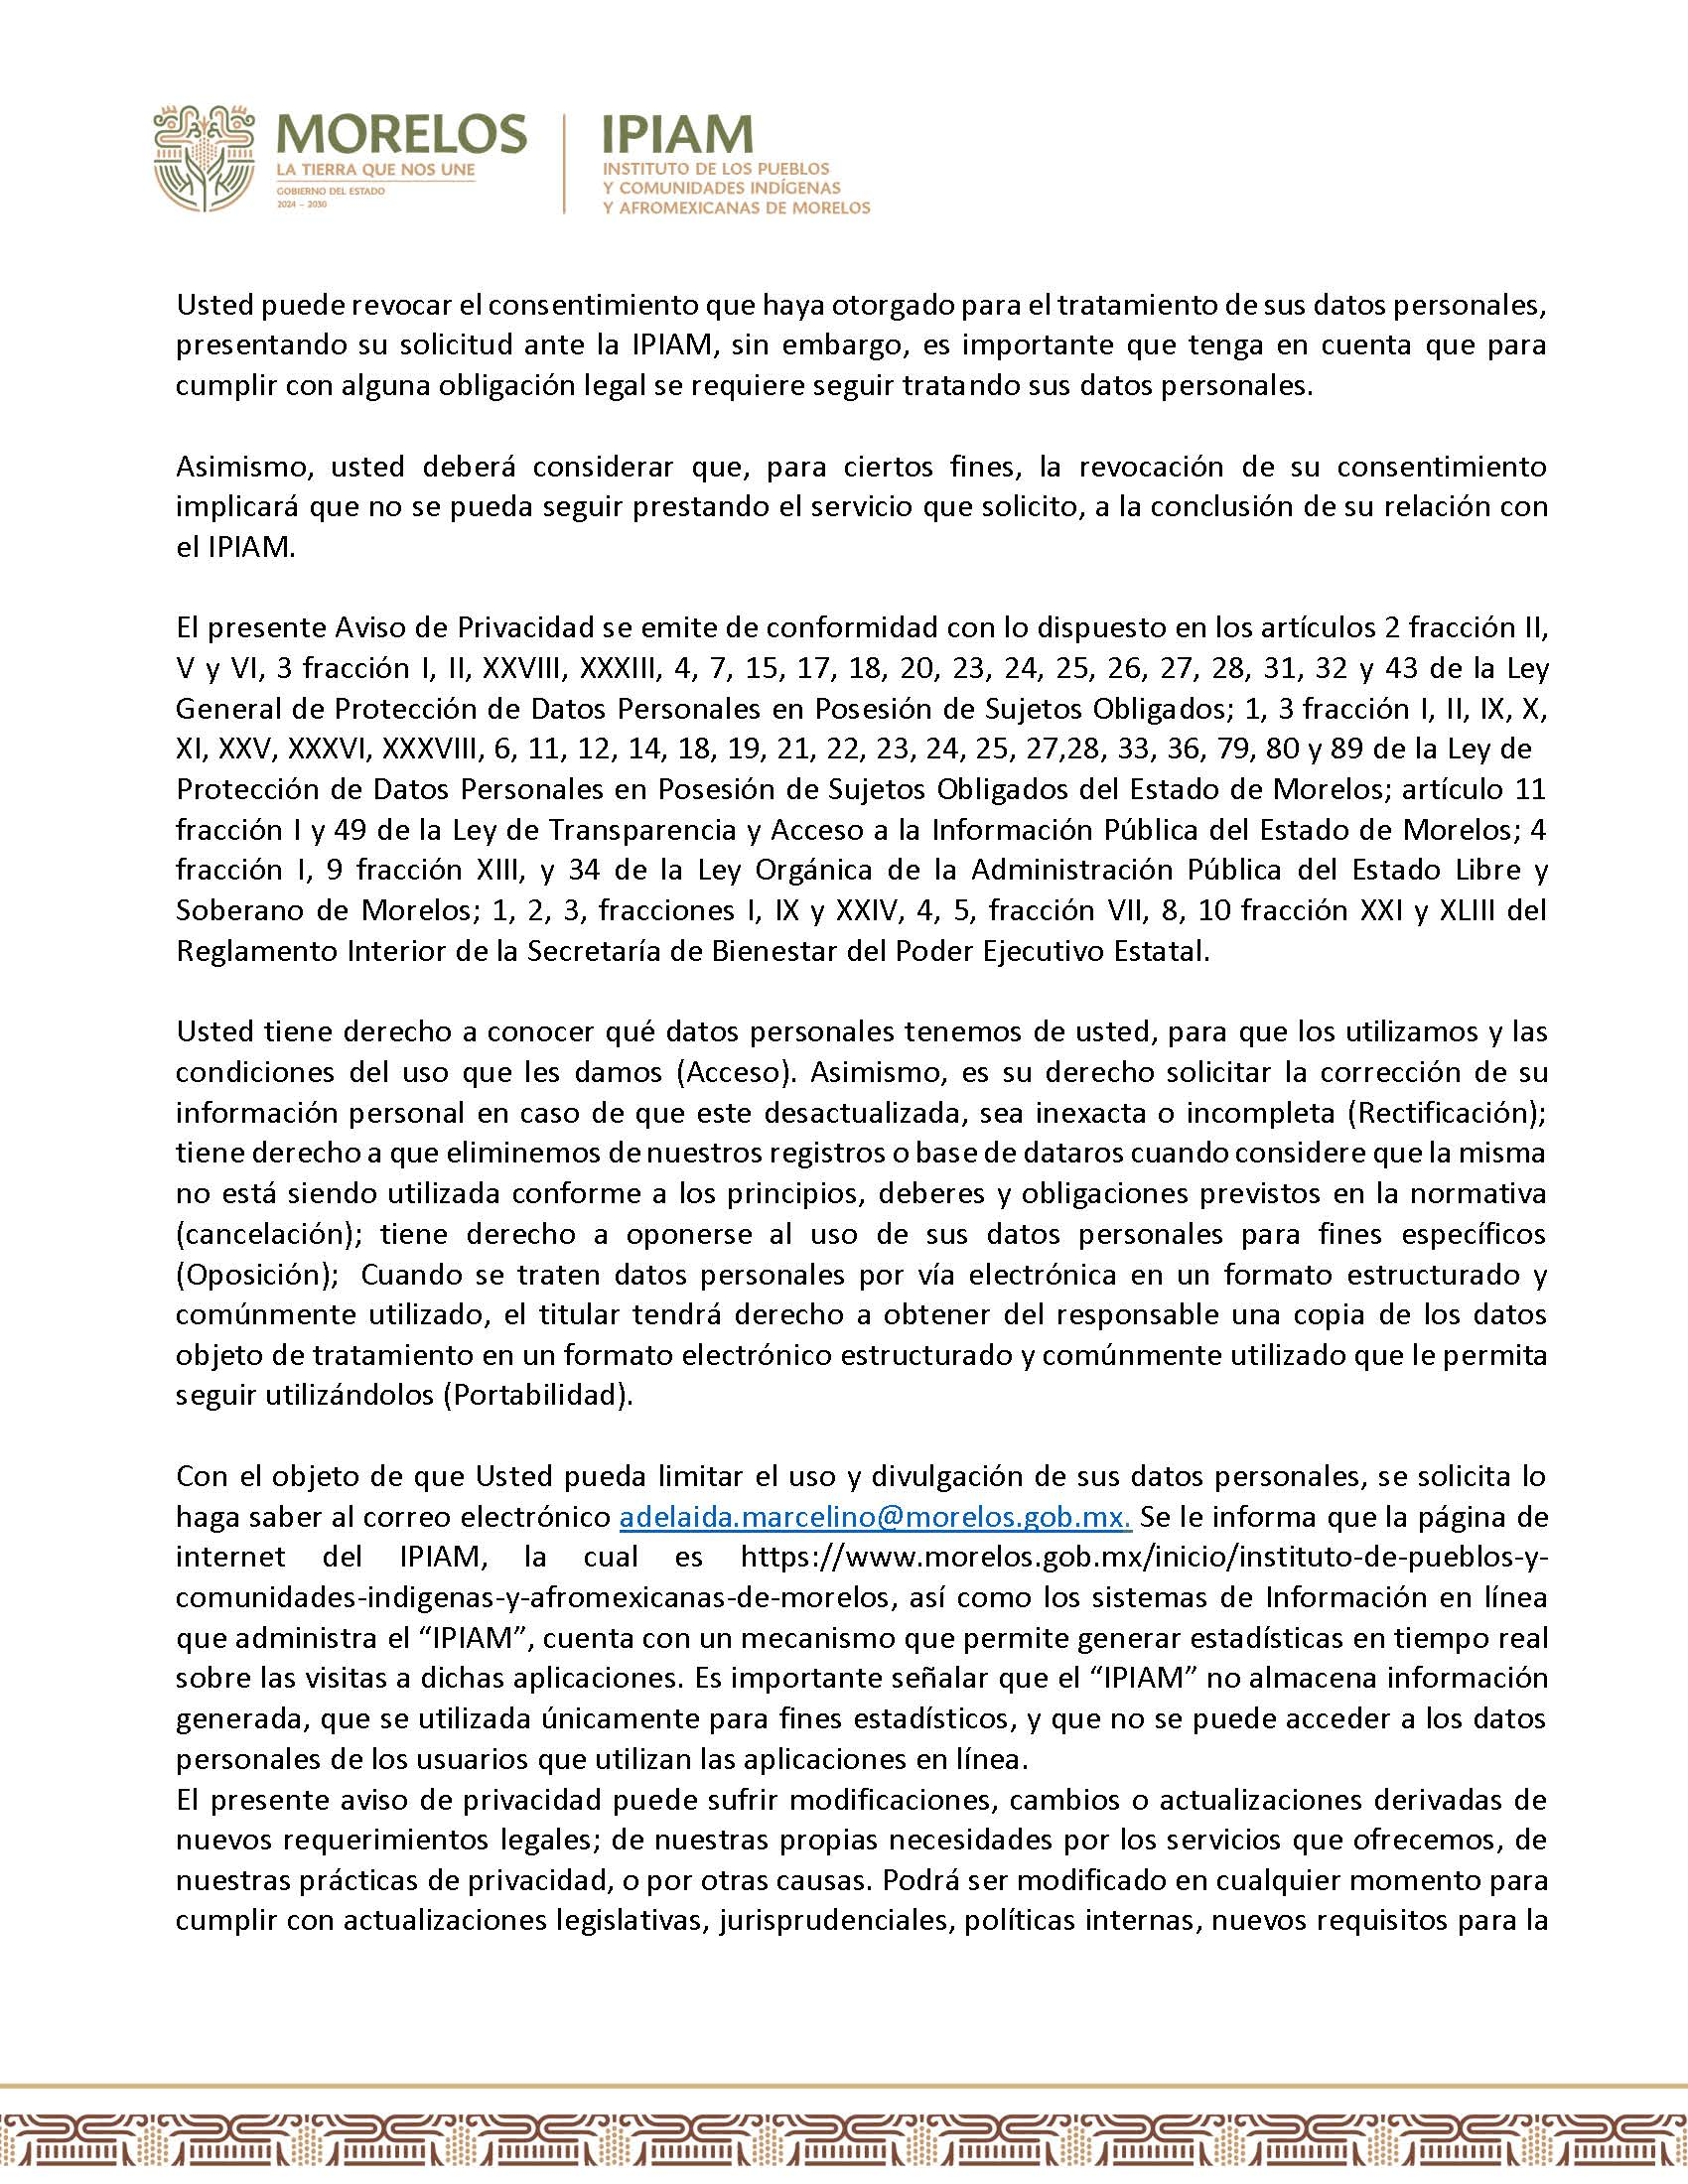 MORELOS
LA TIERRA QUE NOS UNE
GOBIERNO DEL ESTADO
2024 – 2030
IPIAM
INSTITUTO DE LOS PUEBLOS
Y COMUNIDADES INDÍGENAS
Y AFROMEXICANAS DE MORELOS
Usted puede revocar el consentimiento que haya otorgado para el tratamiento de sus datos personales,
presentando su solicitud ante la IPIAM, sin embargo, es importante que tenga en cuenta que para
cumplir con alguna obligación legal se requiere seguir tratando sus datos personales.
Asimismo, usted deberá considerar que, para ciertos fines, la revocación de su consentimiento
implicará que no se pueda seguir prestando el servicio que solicito, a la conclusión de su relación con
el IPIAM.
El presente Aviso de Privacidad se emite de conformidad con lo dispuesto en los artículos 2 fracción II,
V y VI, 3 fracción I, II, XXVIII, XXXIII, 4, 7, 15, 17, 18, 20, 23, 24, 25, 26, 27, 28, 31, 32 y 43 de la Ley
General de Protección de Datos Personales en Posesión de Sujetos Obligados; 1, 3 fracción I, II, IX, X,
XI, XXV, XXXVI, XXXVIII, 6, 11, 12, 14, 18, 19, 21, 22, 23, 24, 25, 27,28, 33, 36, 79, 80 y 89 de la Ley de
Protección de Datos Personales en Posesión de Sujetos Obligados del Estado de Morelos; artículo 11
fracción I y 49 de la Ley de Transparencia y Acceso a la Información Pública del Estado de Morelos; 4
fracción I, 9 fracción XIII, y 34 de la Ley Orgánica de la Administración Pública del Estado Libre y
Soberano de Morelos; 1, 2, 3, fracciones I, IX y XXIV, 4, 5, fracción VII, 8, 10 fracción XXI y XLIII del
Reglamento Interior de la Secretaría de Bienestar del Poder Ejecutivo Estatal.
Usted tiene derecho a conocer qué datos personales tenemos de usted, para que los utilizamos y las
condiciones del uso que les damos (Acceso). Asimismo, es su derecho solicitar la corrección de su
información personal en caso de que este desactualizada, sea inexacta o incompleta (Rectificación);
tiene derecho a que eliminemos de nuestros registros o base de dataros cuando considere que la misma
no está siendo utilizada conforme a los principios, deberes y obligaciones previstos en la normativa
(cancelación); tiene derecho a oponerse al uso de sus datos personales para fines específicos
(Oposición); Cuando se traten datos personales por vía electrónica en un formato estructurado y
comúnmente utilizado, el titular tendrá derecho a obtener del responsable una copia de los datos
objeto de tratamiento en un formato electrónico estructurado y comúnmente utilizado que le permita
seguir utilizándolos (Portabilidad).
Con el objeto de que Usted pueda limitar el uso y divulgación de sus datos personales, se solicita lo
haga saber al correo electrónico adelaida.marcelino@morelos.gob.mx. Se le informa que la página de
internet del IPIAM, la cual es https://www.morelos.gob.mx/inicio/instituto-de-pueblos-y-
comunidades-indigenas-y-afromexicanas-de-morelos, así como los sistemas de Información en línea
que administra el “IPIAM”, cuenta con un mecanismo que permite generar estadísticas en tiempo real
sobre las visitas a dichas aplicaciones. Es importante señalar que el “IPIAM” no almacena información
generada, que se utilizada únicamente para fines estadísticos, y que no se puede acceder a los datos
personales de los usuarios que utilizan las aplicaciones en línea.
El presente aviso de privacidad puede sufrir modificaciones, cambios o actualizaciones derivadas de
nuevos requerimientos legales; de nuestras propias necesidades por los servicios que ofrecemos, de
nuestras prácticas de privacidad, o por otras causas. Podrá ser modificado en cualquier momento para
cumplir con actualizaciones legislativas, jurisprudenciales, políticas internas, nuevos requisitos para la